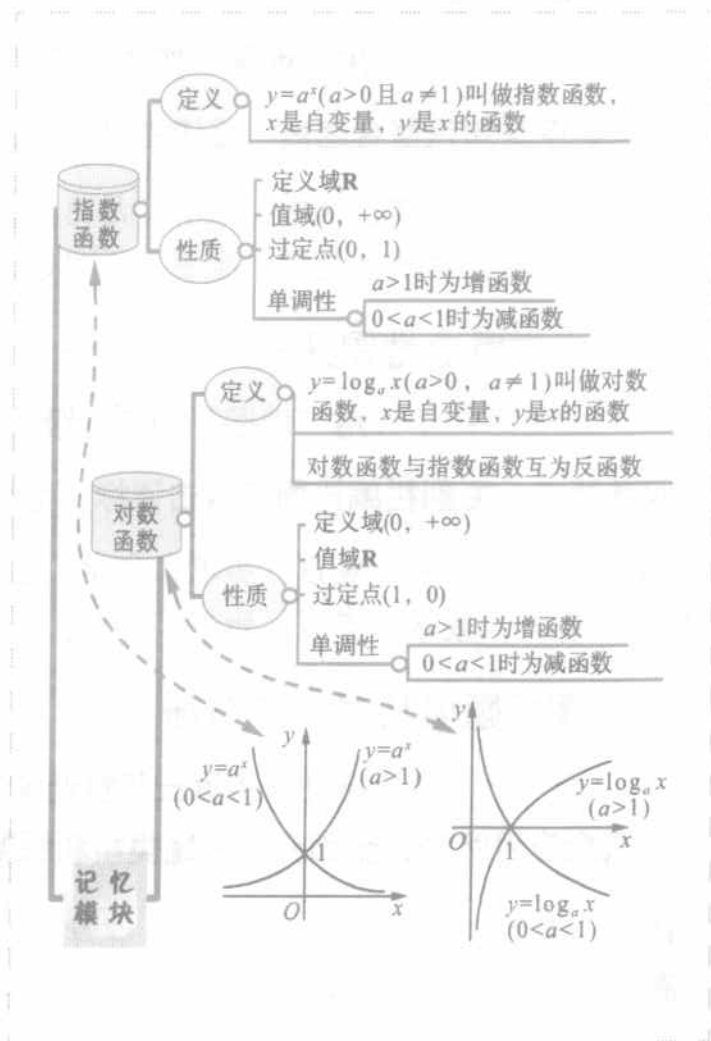 定义
y=aˣ(a>0且a≠1)叫做指数函数，
x是自变量，y是x的函数
指数
函数
性质
定义域R
值域(0，+∞)
过定点(0，1)
单调性
a>1时为增函数
0<a<1时为减函数
定义
y=logₐx(a>0，a≠1)叫做对数
函数，x是自变量，y是x的函数
对数函数与指数函数互为反函数
对数
函数
性质
定义域(0，+∞)
值域R
过定点(1，0)
单调性
a>1时为增函数
0<a<1时为减函数
y
y=aˣ
(0<a<1)
y=aˣ
(a>1)
1
O
x
y
y=logₐx
(a>1)
O
1
x
y=logₐx
(0<a<1)
记忆
模块